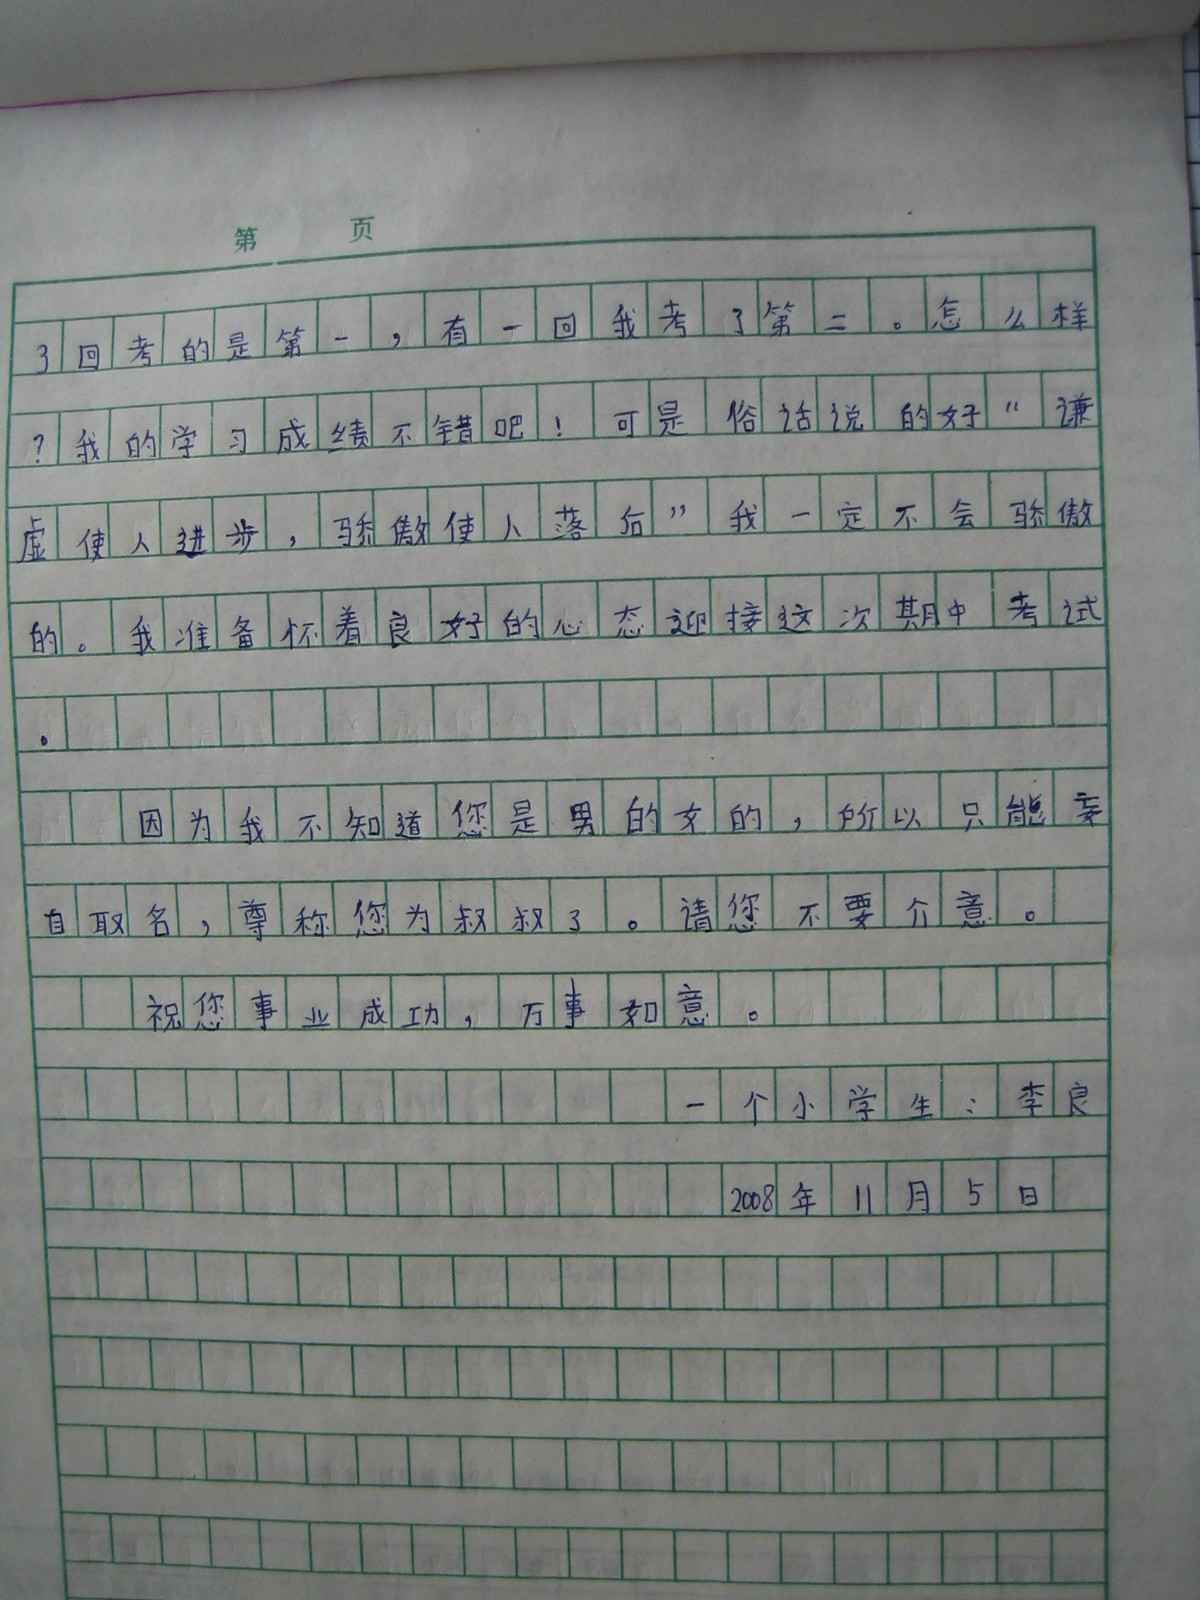 第 页
了回考的是第一，有一回我考了第二。怎么样
？我的学习成绩不错吧！可是俗话说的好“谦
虚使人进步，骄傲使人落后”我一定不会骄傲
的。我准备怀着良好的心态迎接这次期中考试
。
因为我不知道您是男的女的，所以只能妄
自取名，尊称您为叔叔了。请您不要介意。
祝您事业成功，万事如意。
一个小学生：李良
2008年11月5日